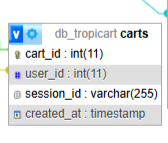 v db_tropicart carts
cart_id : int(11)
user_id : int(11)
session_id : varchar(255)
created_at : timestamp